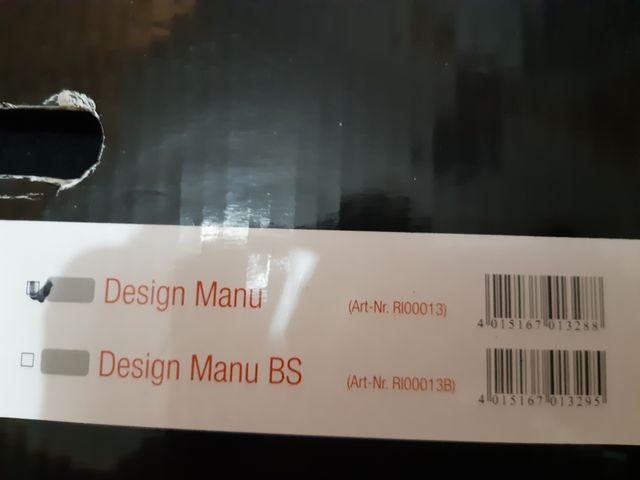 Design Manu (Art-Nr. RI00013)
4 015167 013288
Design Manu BS (Art-Nr. RI00013B)
4 015167 013295